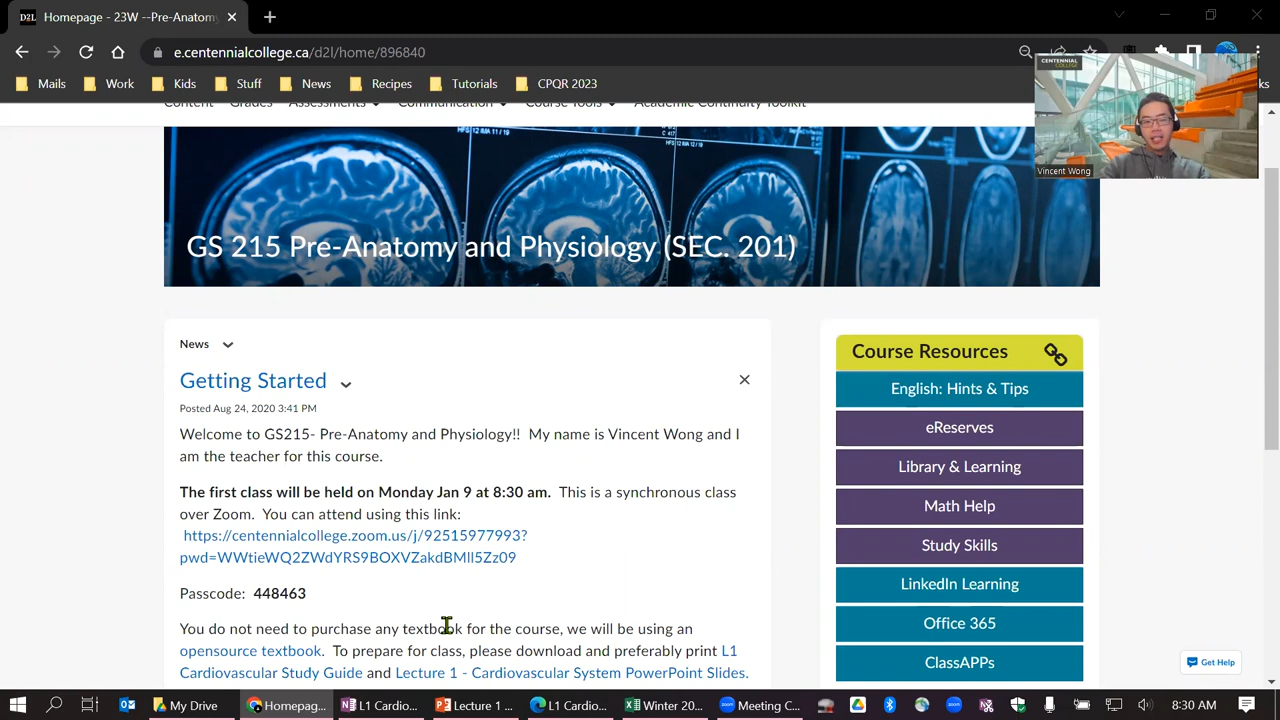 Homepage - 23W --Pre-Anatomy
e.centennialcollege.ca/d2l/home/896840
Mails Work Kids Stuff News Recipes Tutorials CPQR 2023
Content Grades Assessments Communication Course Tools Academic Continuity Toolkit
CENTENNIAL COLLEGE
Vincent Wong
GS 215 Pre-Anatomy and Physiology (SEC. 201)
News
Getting Started
Posted Aug 24, 2020 3:41 PM
Welcome to GS215- Pre-Anatomy and Physiology!! My name is Vincent Wong and I
am the teacher for this course.
The first class will be held on Monday Jan 9 at 8:30 am. This is a synchronous class
over Zoom. You can attend using this link:
https://centennialcollege.zoom.us/j/92515977993?
pwd=WWtieWQ2ZWdYRS9BOXVZakdBMll5Zz09
Passcode: 448463
You do not need to purchase any textbook for the course, we will be using an
opensource textbook. To prepare for class, please download and preferably print L1
Cardiovascular Study Guide and Lecture 1 - Cardiovascular System PowerPoint Slides.
Course Resources
English: Hints & Tips
eReserves
Library & Learning
Math Help
Study Skills
LinkedIn Learning
Office 365
ClassAPPs
Get Help
My Drive Homepag... L1 Cardio... Lecture 1 ... L1 Cardio... Winter 20... Meeting C... 8:30 AM